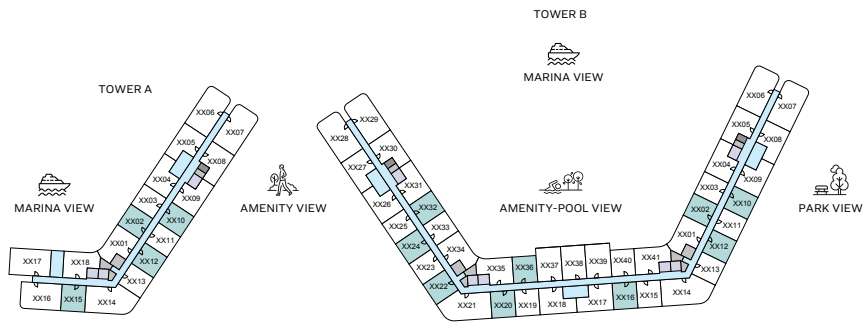 TOWER B
MARINA VIEW
TOWER A
MARINA VIEW
AMENITY VIEW
AMENITY-POOL VIEW
PARK VIEW
XX06
XX07
XX05
XX08
XX04
XX09
XX03
XX10
XX02
XX11
XX01
XX12
XX13
XX17
XX18
XX16
XX15
XX14
XX29
XX28
XX30
XX27
XX31
XX26
XX32
XX25
XX33
XX24
XX34
XX23
XX22
XX21
XX35
XX36
XX37
XX38
XX39
XX40
XX41
XX20
XX19
XX18
XX17
XX16
XX15
XX14
XX06
XX07
XX05
XX08
XX04
XX09
XX03
XX10
XX02
XX11
XX01
XX12
XX13